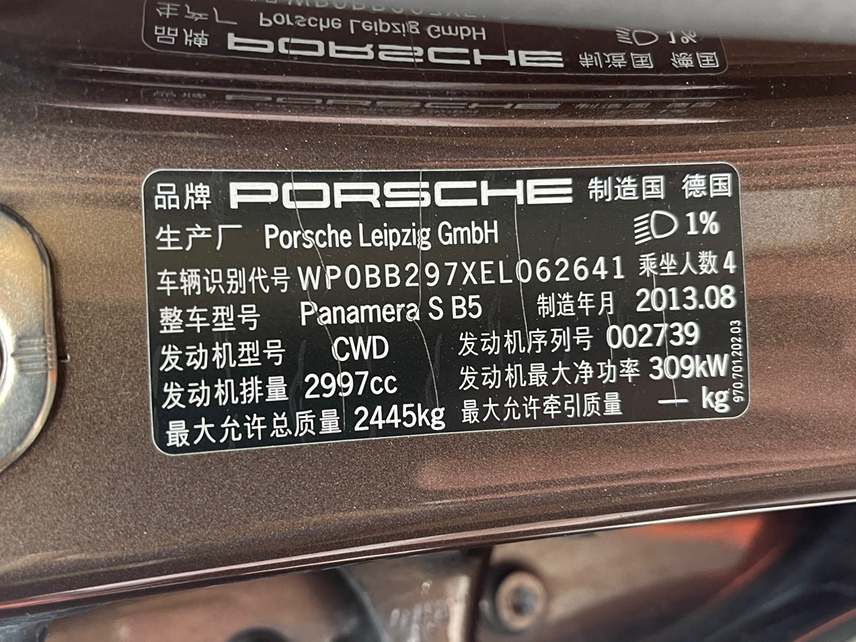 品牌 PORSCHE 制造国 德国
生产厂 Porsche Leipzig GmbH 1%
车辆识别代号 WP0BB297XEL062641 乘坐人数 4
整车型号 Panamera S B5 制造年月 2013.08
发动机型号 CWD 发动机序列号 002739
发动机排量 2997cc 发动机最大净功率 309kW
最大允许总质量 2445kg 最大允许牵引质量 — kg
970.701.202.03